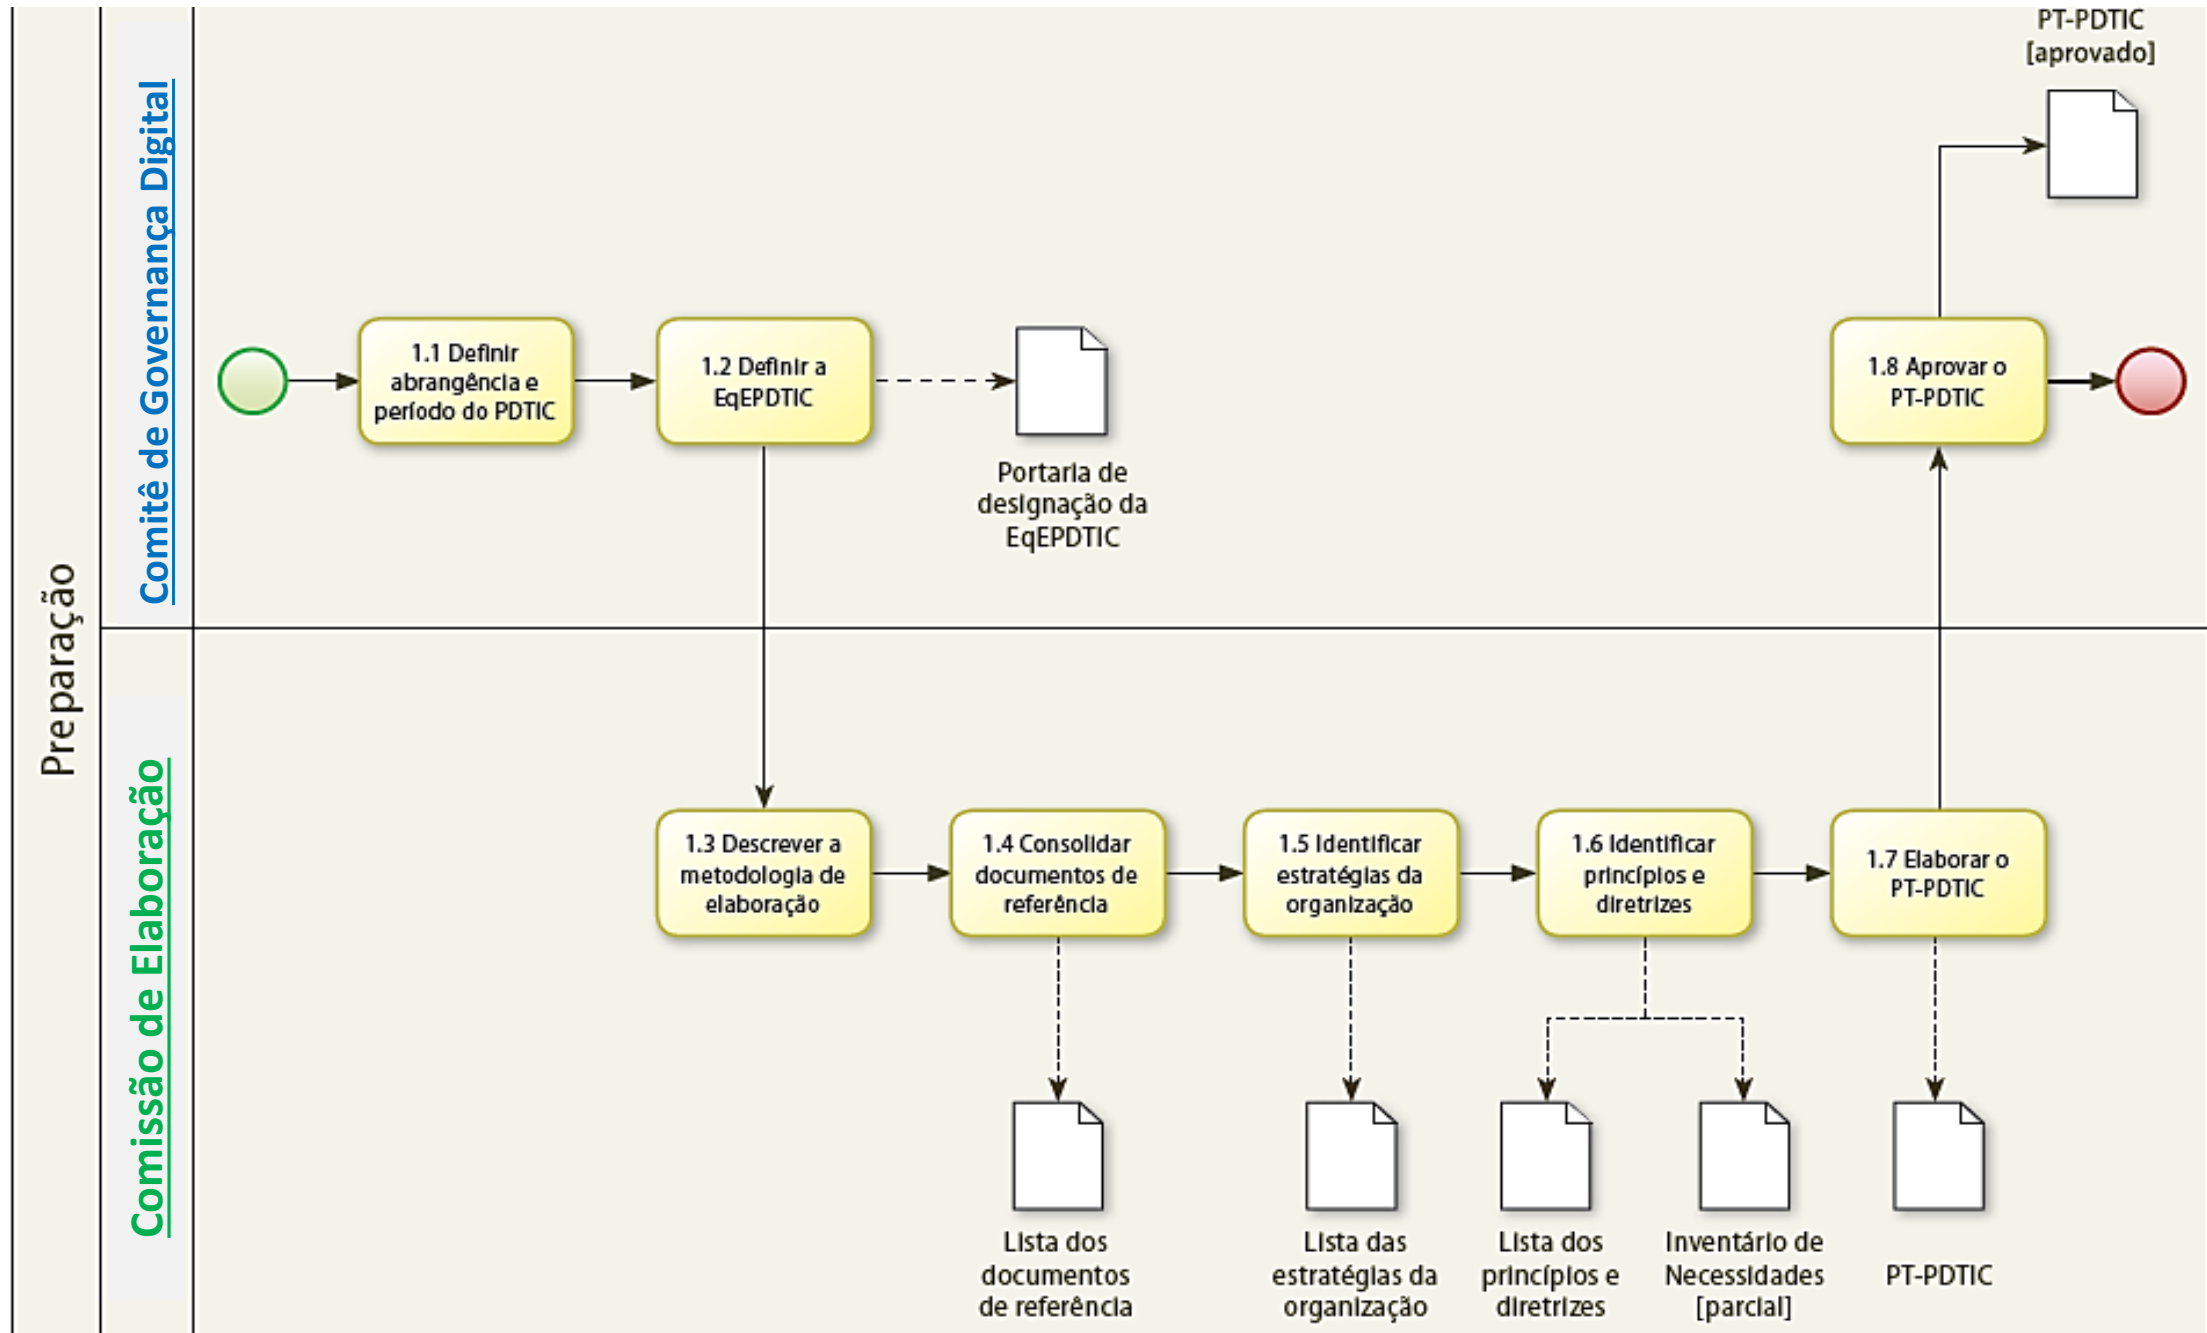 Preparação
Comitê de Governança Digital
PT-PDTIC
[aprovado]
1.1 Definir
abrangência e
período do PDTIC
1.2 Definir a
EqEPDTIC
Portaria de
designação da
EqEPDTIC
1.8 Aprovar o
PT-PDTIC
Comissão de Elaboração
1.3 Descrever a
metodologia de
elaboração
1.4 Consolidar
documentos de
referência
1.5 Identificar
estratégias da
organização
1.6 Identificar
princípios e
diretrizes
1.7 Elaborar o
PT-PDTIC
Lista dos
documentos
de referência
Lista das
estratégias da
organização
Lista dos
princípios e
diretrizes
Inventário de
Necessidades
[parcial]
PT-PDTIC